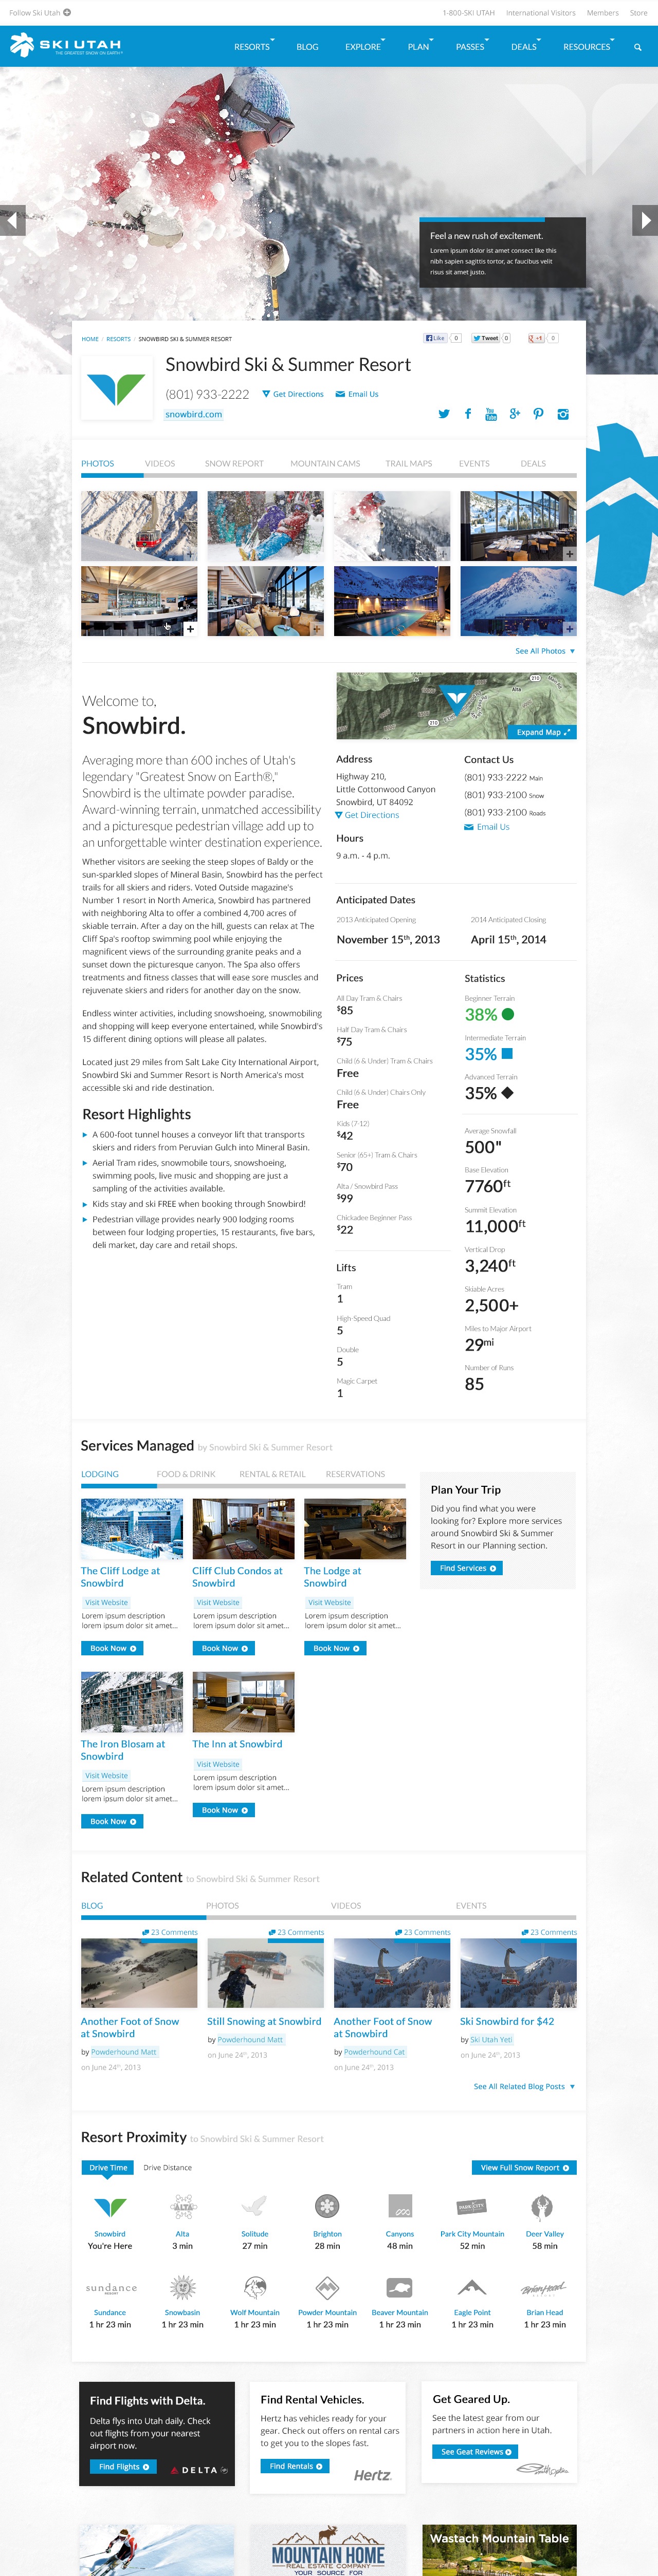 Follow Ski Utah
1-800-SKI UTAH International Visitors Members Store
SKI UTAH
THE GREATEST SNOW ON EARTH®
RESORTS BLOG EXPLORE PLAN PASSES DEALS RESOURCES
Feel a new rush of excitement.
Lorem ipsum dolor ist amet consect like this
nibh sapien sagittis tortor, ac faucibus velit
risus sit amet justo.
HOME / RESORTS / SNOWBIRD SKI & SUMMER RESORT
Like 0 Tweet 0 +1 0
Snowbird Ski & Summer Resort
(801) 933-2222 Get Directions Email Us
snowbird.com
PHOTOS VIDEOS SNOW REPORT MOUNTAIN CAMS TRAIL MAPS EVENTS DEALS
See All Photos
Welcome to,
Snowbird.
Averaging more than 600 inches of Utah's
legendary "Greatest Snow on Earth®,"
Snowbird is the ultimate powder paradise.
Award-winning terrain, unmatched accessibility
and a picturesque pedestrian village add up to
an unforgettable winter destination experience.
Whether visitors are seeking the steep slopes of Baldy or the
sun-sparkled slopes of Mineral Basin, Snowbird has the perfect
trails for all skiers and riders. Voted Outside magazine's
Number 1 resort in North America, Snowbird has partnered
with neighboring Alta to offer a combined 4,700 acres of
skiable terrain. After a day on the hill, guests can relax at The
Cliff Spa's rooftop swimming pool while enjoying the
magnificent views of the surrounding granite peaks and a
sunset down the picturesque canyon. The Spa also offers
treatments and fitness classes that will ease sore muscles and
rejuvenate skiers and riders for another day on the snow.
Endless winter activities, including snowshoeing, snowmobiling
and shopping will keep everyone entertained, while Snowbird's
15 different dining options will please all palates.
Located just 29 miles from Salt Lake City International Airport,
Snowbird Ski and Summer Resort is North America's most
accessible ski and ride destination.
Resort Highlights
A 600-foot tunnel houses a conveyor lift that transports
skiers and riders from Peruvian Gulch into Mineral Basin.
Aerial Tram rides, snowmobile tours, snowshoeing,
swimming pools, live music and shopping are just a
sampling of the activities available.
Kids stay and ski FREE when booking through Snowbird!
Pedestrian village provides nearly 900 lodging rooms
between four lodging properties, 15 restaurants, five bars,
deli market, day care and retail shops.
210
Alta
210
Expand Map
Address
Highway 210,
Little Cottonwood Canyon
Snowbird, UT 84092
Get Directions
Hours
9 a.m. - 4 p.m.
Contact Us
(801) 933-2222 Main
(801) 933-2100 Snow
(801) 933-2100 Roads
Email Us
Anticipated Dates
2013 Anticipated Opening
November 15th, 2013
2014 Anticipated Closing
April 15th, 2014
Prices
All Day Tram & Chairs
$85
Half Day Tram & Chairs
$75
Child (6 & Under) Tram & Chairs
Free
Child (6 & Under) Chairs Only
Free
Kids (7-12)
$42
Senior (65+) Tram & Chairs
$70
Alta / Snowbird Pass
$99
Chickadee Beginner Pass
$22
Lifts
Tram
1
High-Speed Quad
5
Double
5
Magic Carpet
1
Statistics
Beginner Terrain
38%
Intermediate Terrain
35%
Advanced Terrain
35%
Average Snowfall
500"
Base Elevation
7760ft
Summit Elevation
11,000ft
Vertical Drop
3,240ft
Skiable Acres
2,500+
Miles to Major Airport
29mi
Number of Runs
85
Services Managed by Snowbird Ski & Summer Resort
LODGING FOOD & DRINK RENTAL & RETAIL RESERVATIONS
The Cliff Lodge at
Snowbird
Visit Website
Lorem ipsum description
lorem ipsum dolor sit amet...
Book Now
Cliff Club Condos at
Snowbird
Visit Website
Lorem ipsum description
lorem ipsum dolor sit amet...
Book Now
The Lodge at
Snowbird
Visit Website
Lorem ipsum description
lorem ipsum dolor sit amet...
Book Now
The Iron Blosam at
Snowbird
Visit Website
Lorem ipsum description
lorem ipsum dolor sit amet...
Book Now
The Inn at Snowbird
Visit Website
Lorem ipsum description
lorem ipsum dolor sit amet...
Book Now
Plan Your Trip
Did you find what you were
looking for? Explore more services
around Snowbird Ski & Summer
Resort in our Planning section.
Find Services
Related Content to Snowbird Ski & Summer Resort
BLOG PHOTOS VIDEOS EVENTS
23 Comments
Another Foot of Snow
at Snowbird
by Powderhound Matt
on June 24th, 2013
23 Comments
Still Snowing at Snowbird
by Powderhound Matt
on June 24th, 2013
23 Comments
Another Foot of Snow
at Snowbird
by Powderhound Cat
on June 24th, 2013
23 Comments
Ski Snowbird for $42
by Ski Utah Yeti
on June 24th, 2013
See All Related Blog Posts
Resort Proximity to Snowbird Ski & Summer Resort
Drive Time Drive Distance View Full Snow Report
ALTA PARK CITY
Snowbird Alta Solitude Brighton Canyons Park City Mountain Deer Valley
You're Here 3 min 27 min 28 min 48 min 52 min 58 min
sundance Brian Head
Sundance Snowbasin Wolf Mountain Powder Mountain Beaver Mountain Eagle Point Brian Head
1 hr 23 min 1 hr 23 min 1 hr 23 min 1 hr 23 min 1 hr 23 min 1 hr 23 min 1 hr 23 min
Find Flights with Delta.
Delta flys into Utah daily. Check
out flights from your nearest
airport now.
Find Flights
DELTA
Find Rental Vehicles.
Hertz has vehicles ready for your
gear. Check out offers on rental cars
to get you to the slopes fast.
Find Rentals
Hertz
Get Geared Up.
See the latest gear from our
partners in action here in Utah.
See Geat Reviews
MOUNTAIN HOME
REAL ESTATE COMPANY
YOUR SOURCE FOR
Wastach Mountain Table